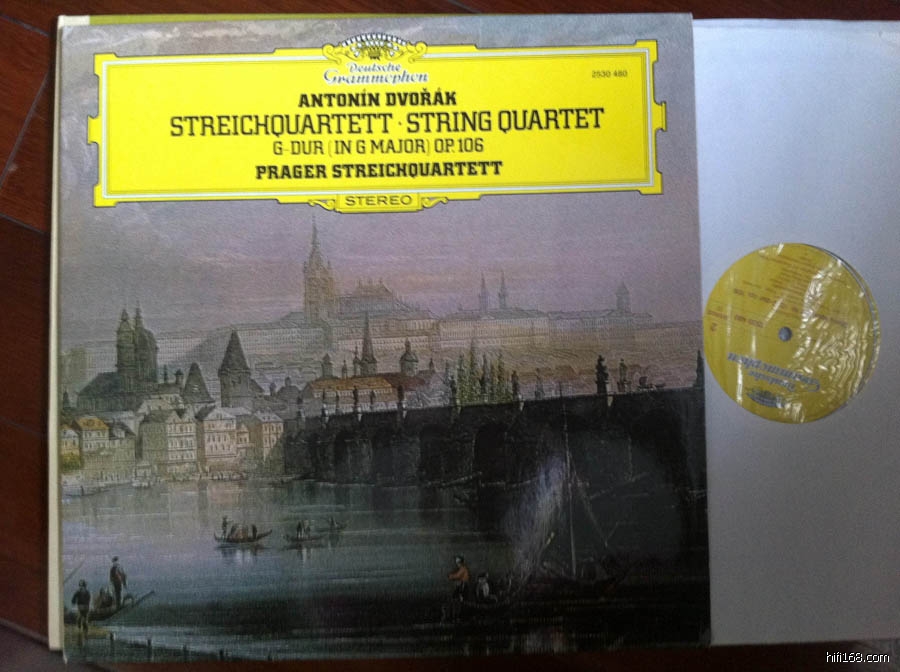 Deutsche
Grammophon
2530 480
ANTONÍN DVOŘÁK
STREICHQUARTETT · STRING QUARTET
G-DUR (IN G MAJOR) OP. 106
PRAGER STREICHQUARTETT
STEREO
hifi168.com